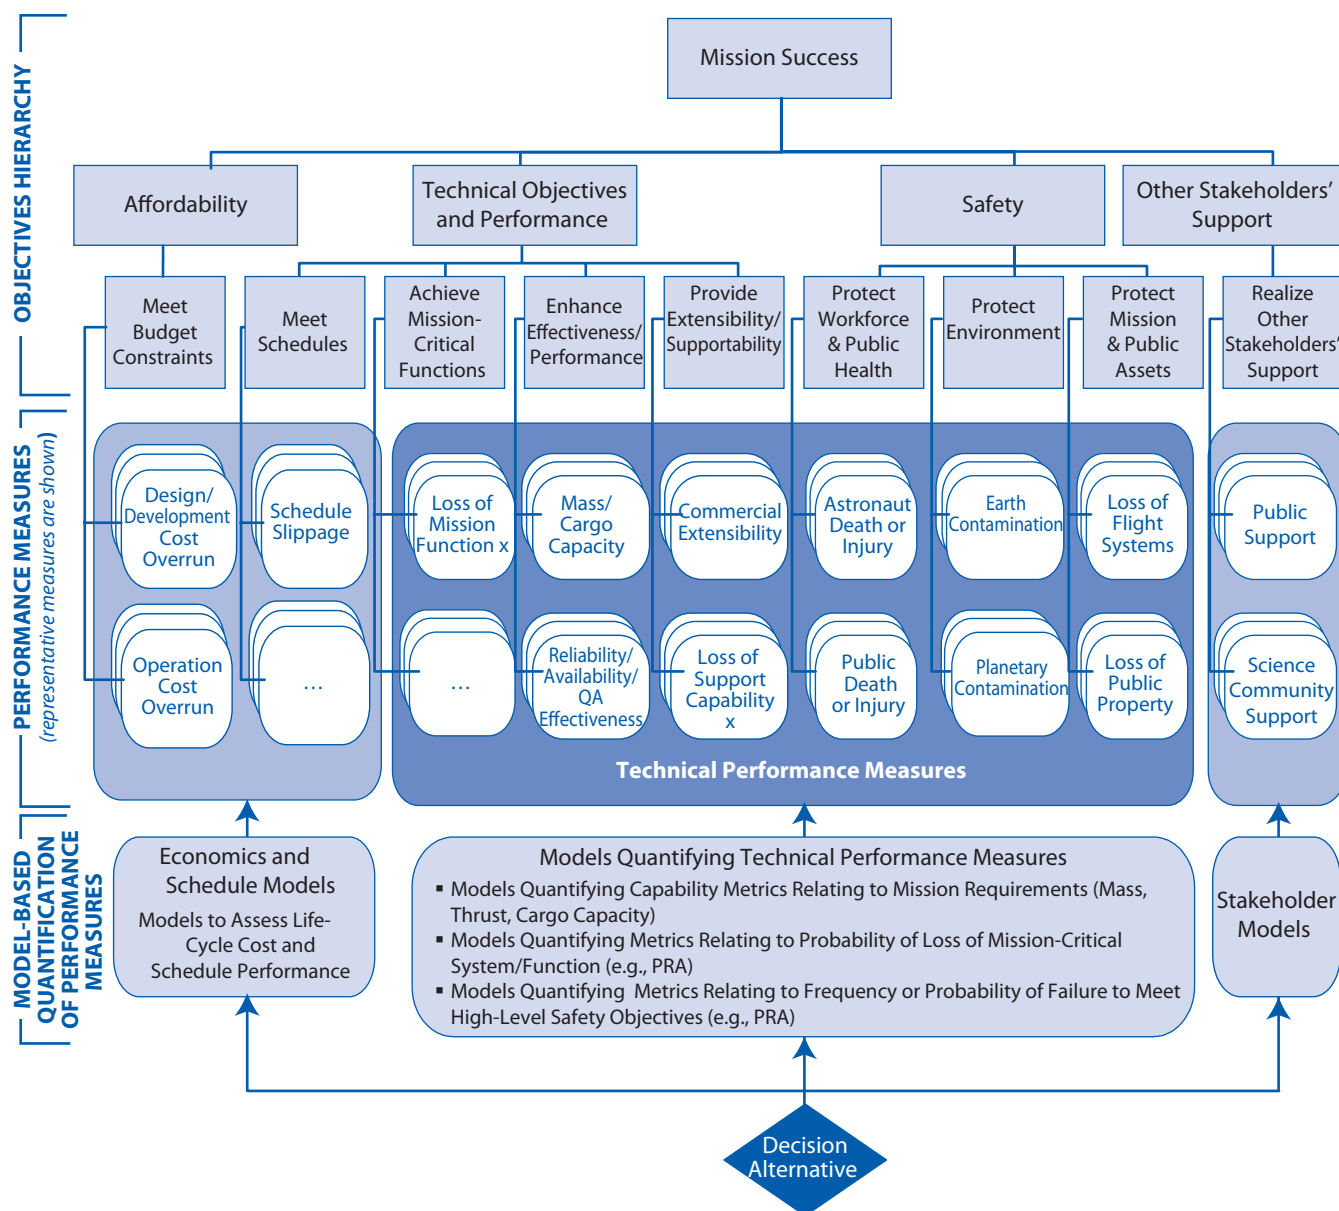 OBJECTIVES HIERARCHY
Mission Success
Affordability
Technical Objectives
and Performance
Safety
Other Stakeholders’
Support
Meet
Budget
Constraints
Meet
Schedules
Achieve
Mission-
Critical
Functions
Enhance
Effectiveness/
Performance
Provide
Extensibility/
Supportability
Protect
Workforce
& Public
Health
Protect
Environment
Protect
Mission
& Public
Assets
Realize
Other
Stakeholders’
Support
PERFORMANCE MEASURES
(representative measures are shown)
Design/
Development
Cost
Overrun
Schedule
Slippage
Loss of
Mission
Function x
Mass/
Cargo
Capacity
Commercial
Extensibility
Astronaut
Death or
Injury
Earth
Contamination
Loss of
Flight
Systems
Public
Support
Operation
Cost
Overrun
…
…
Reliability/
Availability/
QA
Effectiveness
Loss of
Support
Capability
x
Public
Death
or Injury
Planetary
Contamination
Loss of
Public
Property
Science
Community
Support
Technical Performance Measures
MODEL-BASED
QUANTIFICATION
OF PERFORMANCE
MEASURES
Economics and
Schedule Models
Models to Assess Life-
Cycle Cost and
Schedule Performance
Models Quantifying Technical Performance Measures
▪ Models Quantifying Capability Metrics Relating to Mission Requirements (Mass,
Thrust, Cargo Capacity)
▪ Models Quantifying Metrics Relating to Probability of Loss of Mission-Critical
System/Function (e.g., PRA)
▪ Models Quantifying Metrics Relating to Frequency or Probability of Failure to Meet
High-Level Safety Objectives (e.g., PRA)
Stakeholder
Models
Decision
Alternative